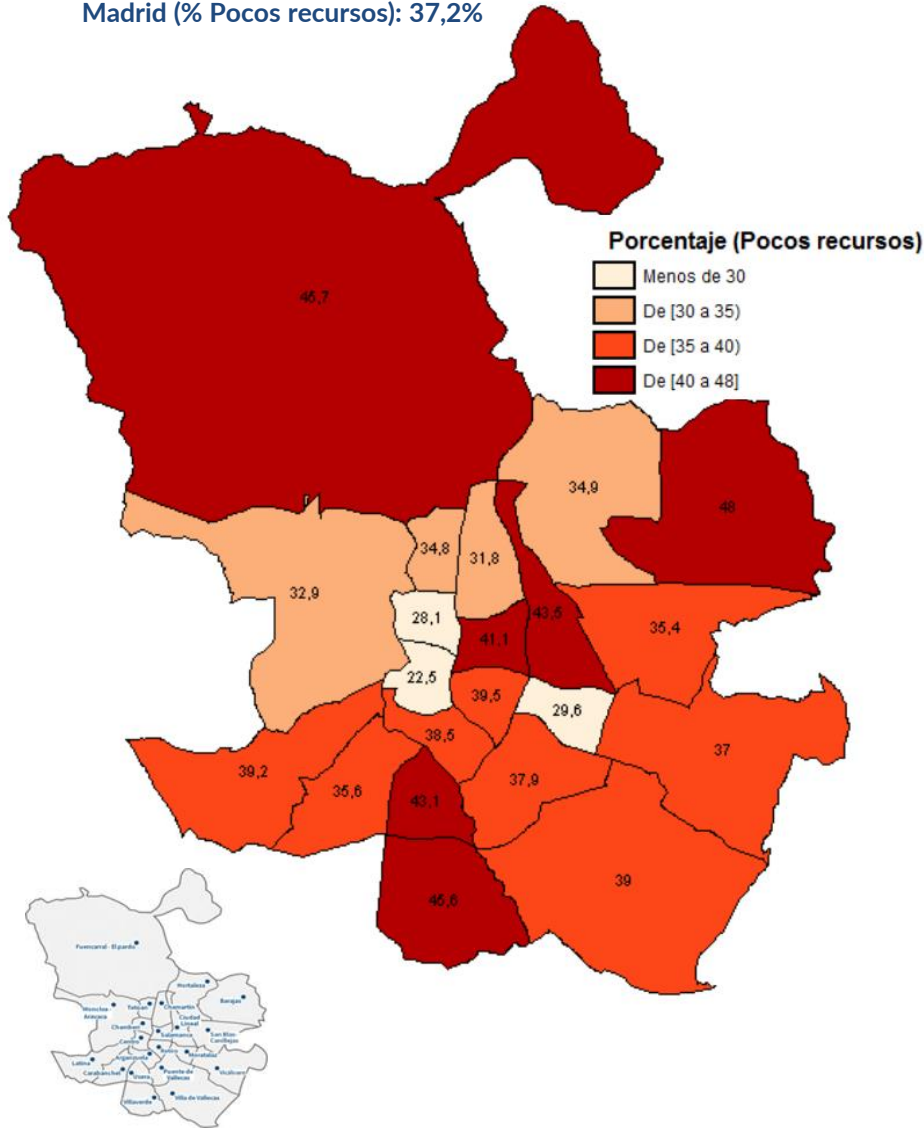 Madrid (% Pocos recursos): 37,2%
Porcentaje (Pocos recursos)
Menos de 30
De [30 a 35)
De [35 a 40)
De [40 a 48]
45,7
34,9
48
34,8
31,8
32,9
28,1
43,5
35,4
41,1
22,5
39,5
29,6
38,5
37
39,2
37,9
35,6
43,1
39
45,6
Fuencarral - El pardo
Hortaleza
Barajas
Moncloa-
Aravaca
Tetuan
Chamartín
Ciudad
Lineal
Chamberí
Salamanca
San Blas-
Canillejas
Centro
Retiro
Moratalaz
Latina
Arganzuela
Carabanchel
Usera
Puente de
Vallecas
Vicálvaro
Villaverde
Villa de Vallecas